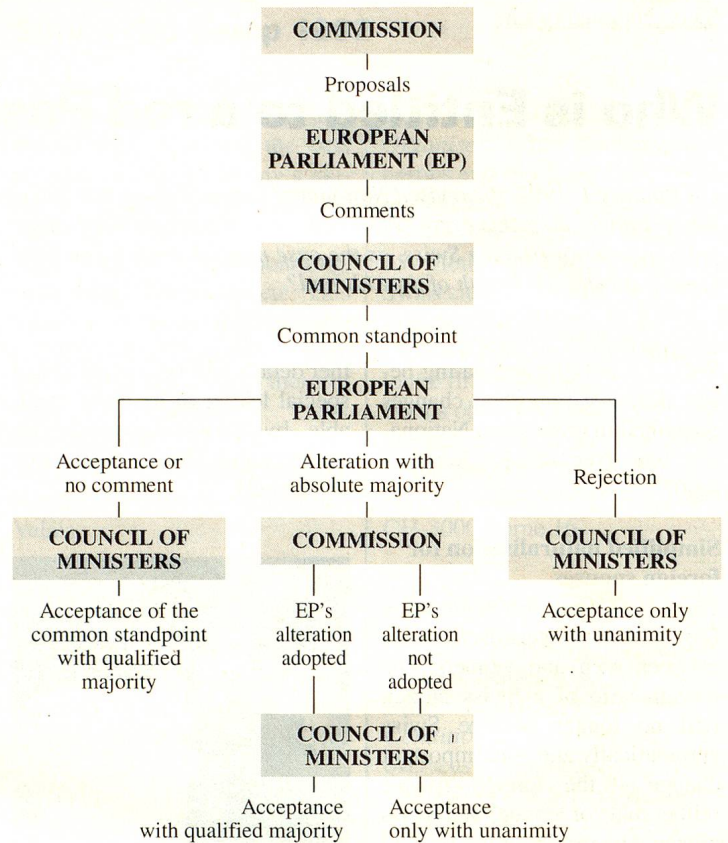 COMMISSION
Proposals
EUROPEAN
PARLIAMENT (EP)
Comments
COUNCIL OF
MINISTERS
Common standpoint
EUROPEAN
PARLIAMENT
Acceptance or
no comment
Alteration with
absolute majority
Rejection
COUNCIL OF
MINISTERS
COMMISSION
COUNCIL OF
MINISTERS
Acceptance of the
common standpoint
with qualified
majority
EP's
alteration
adopted
EP's
alteration
not
adopted
Acceptance only
with unanimity
COUNCIL OF
MINISTERS
Acceptance
with qualified majority
Acceptance
only with unanimity